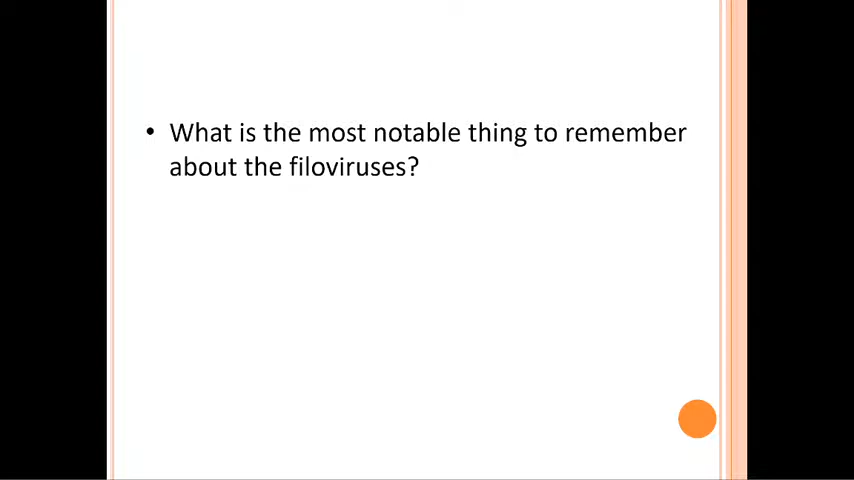 • What is the most notable thing to remember
about the filoviruses?